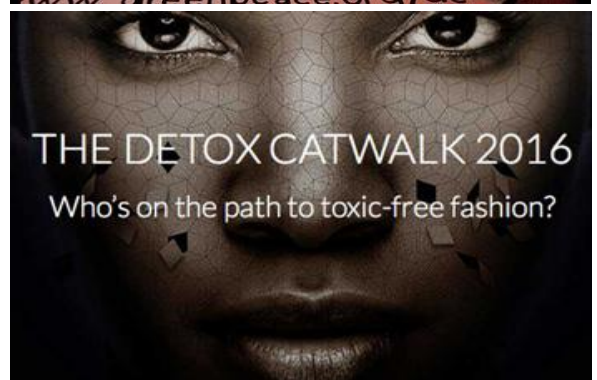 THE DETOX CATWALK 2016
Who's on the path to toxic-free fashion?